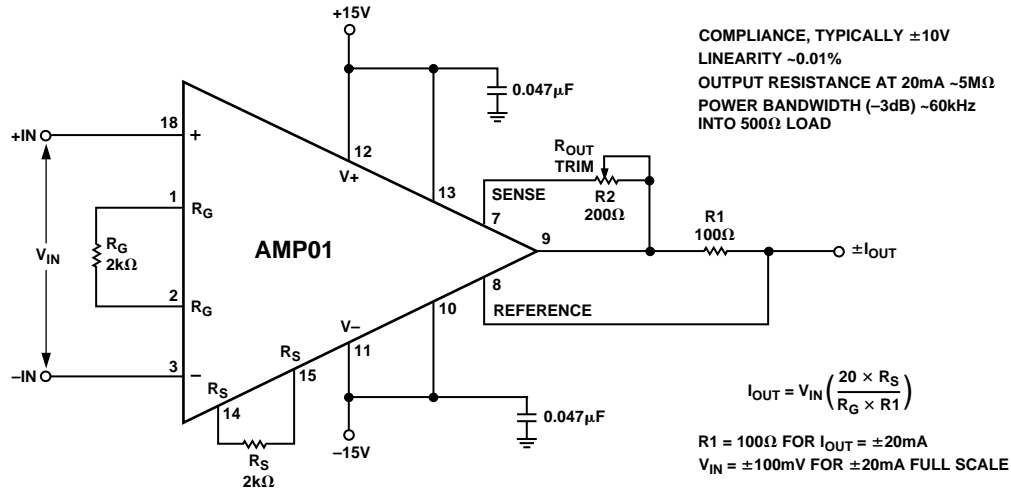 +15V
COMPLIANCE, TYPICALLY ±10V
LINEARITY ~0.01%
OUTPUT RESISTANCE AT 20mA ~5MΩ
POWER BANDWIDTH (–3dB) ~60kHz
INTO 500Ω LOAD
0.047μF
+IN
18
+
12
V+
13
R_OUT
TRIM
SENSE
7
R2
200Ω
1
R_G
R_G
2kΩ
V_IN
AMP01
9
R1
100Ω
±I_OUT
8
REFERENCE
2
R_G
10
V–
11
–IN
3
–
R_S
15
R_S
14
R_S
2kΩ
–15V
0.047μF
I_OUT = V_IN (20 × R_S / R_G × R1)
R1 = 100Ω FOR I_OUT = ±20mA
V_IN = ±100mV FOR ±20mA FULL SCALE